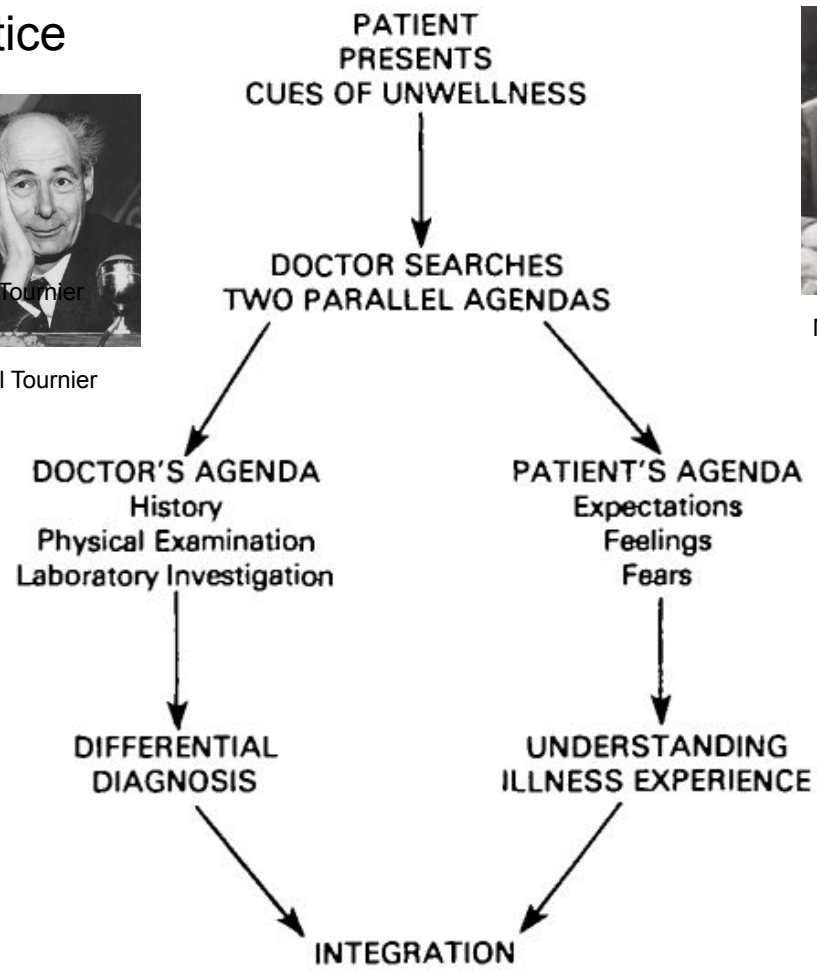 tice
PATIENT
PRESENTS
CUES OF UNWELLNESS
DOCTOR SEARCHES
TWO PARALLEL AGENDAS
Tournier
l Tournier
DOCTOR'S AGENDA
History
Physical Examination
Laboratory Investigation
PATIENT'S AGENDA
Expectations
Feelings
Fears
DIFFERENTIAL
DIAGNOSIS
UNDERSTANDING
ILLNESS EXPERIENCE
INTEGRATION